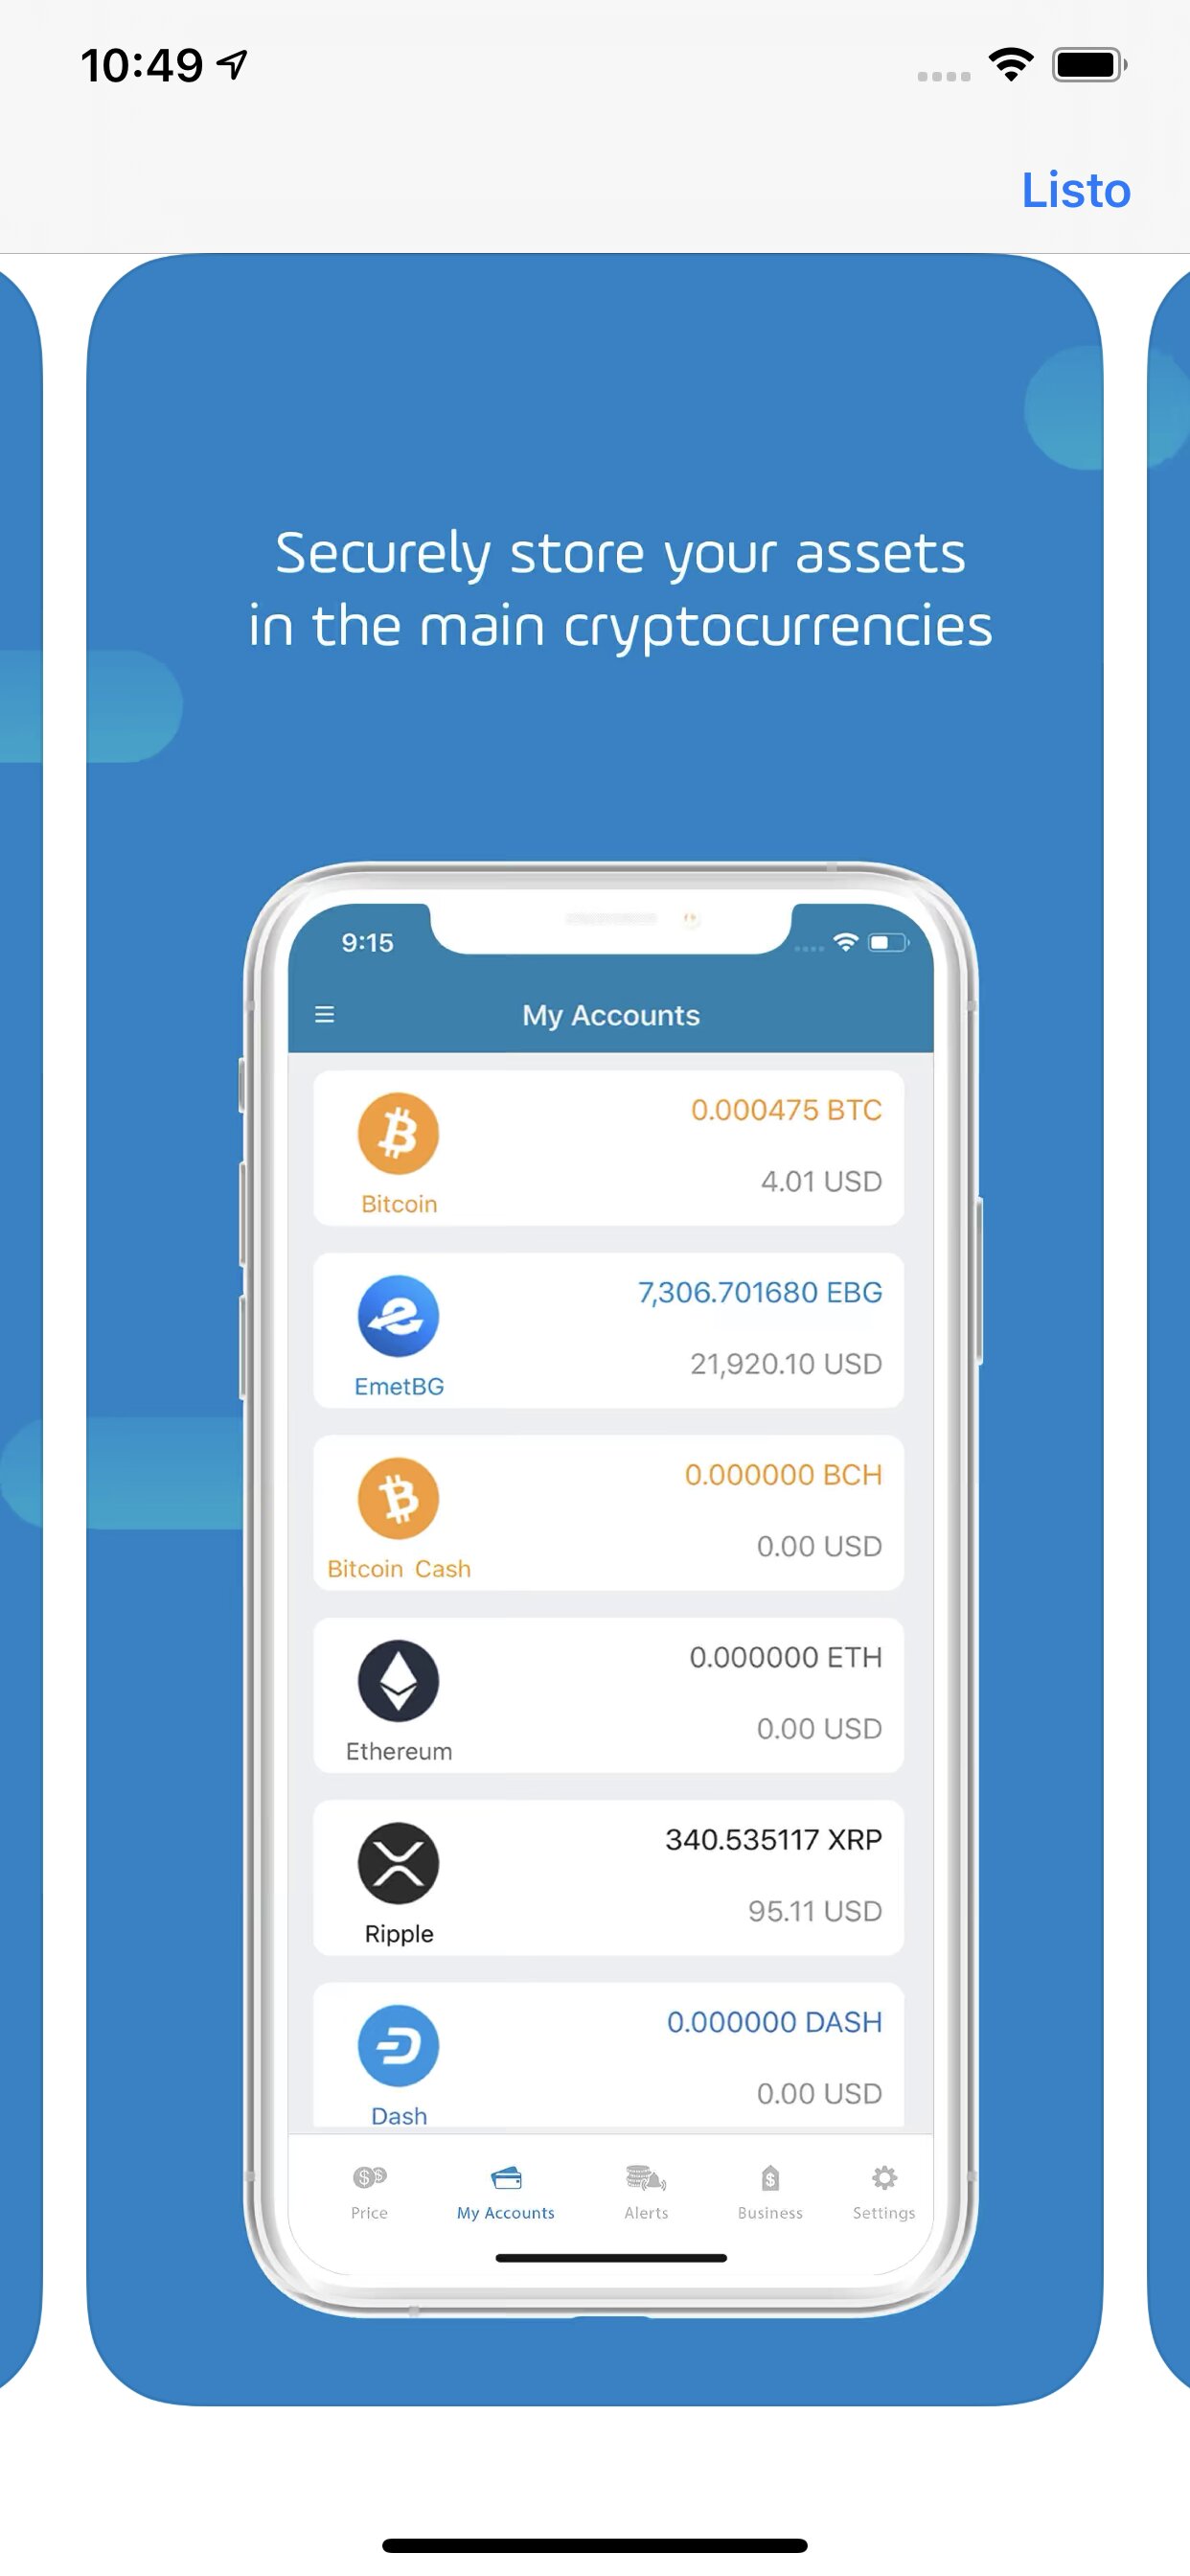 10:49
Listo
Securely store your assets
in the main cryptocurrencies
9:15
My Accounts
0.000475 BTC
4.01 USD
Bitcoin
7,306.701680 EBG
21,920.10 USD
EmetBG
0.000000 BCH
0.00 USD
Bitcoin Cash
0.000000 ETH
0.00 USD
Ethereum
340.535117 XRP
95.11 USD
Ripple
0.000000 DASH
0.00 USD
Dash
Price My Accounts Alerts Business Settings